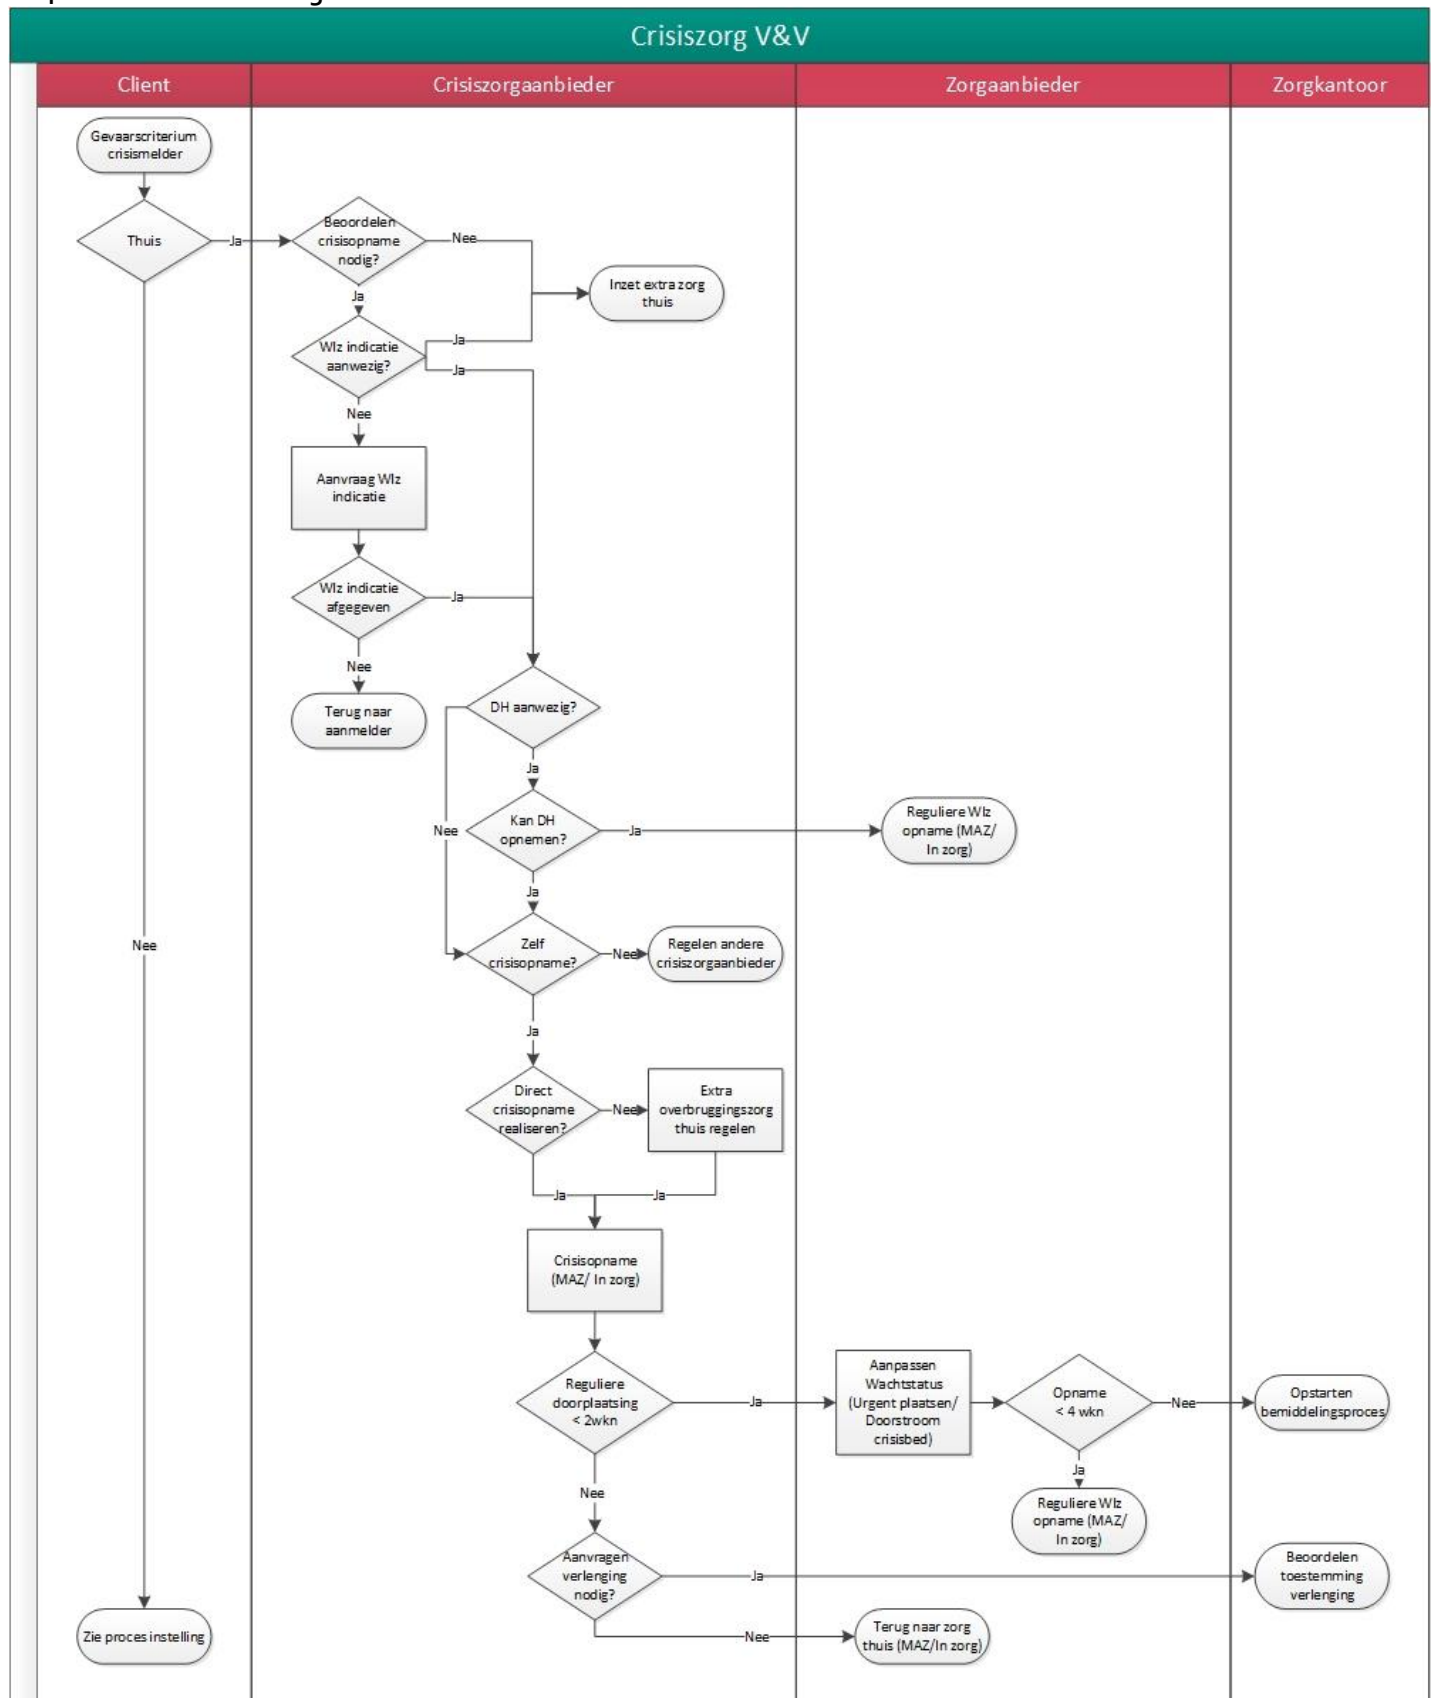 Crisiszorg V&V
Client
Crisiszorgaanbieder
Zorgaanbieder
Zorgkantoor
Gevaarscriterium
crisismelder
Thuis
Ja
Beoordelen
crisisopname
nodig?
Nee
Inzet extra zorg
thuis
Ja
Wlz indicatie
aanwezig?
Ja
Ja
Nee
Aanvraag Wlz
indicatie
Wlz indicatie
afgegeven
Ja
Nee
Terug naar
aanmelder
DH aanwezig?
Ja
Nee
Kan DH
opnemen?
Ja
Reguliere Wlz
opname (MAZ/
In zorg)
Ja
Nee
Zelf
crisisopname?
Nee
Regelen andere
crisiszorgaanbieder
Ja
Direct
crisisopname
realiseren?
Nee
Extra
overbruggingszorg
thuis regelen
Ja
Ja
Crisisopname
(MAZ/ In zorg)
Reguliere
doorplaatsing
< 2wkn
Ja
Aanpassen
Wachtstatus
(Urgent plaatsen/
Doorstroom
crisisbed)
Opname
< 4 wkn
Nee
Opstarten
bemiddelingsproces
Ja
Reguliere Wlz
opname (MAZ/
In zorg)
Nee
Aanvragen
verlenging
nodig?
Ja
Beoordelen
toestemming
verlenging
Nee
Terug naar zorg
thuis (MAZ/In zorg)
Zie proces instelling